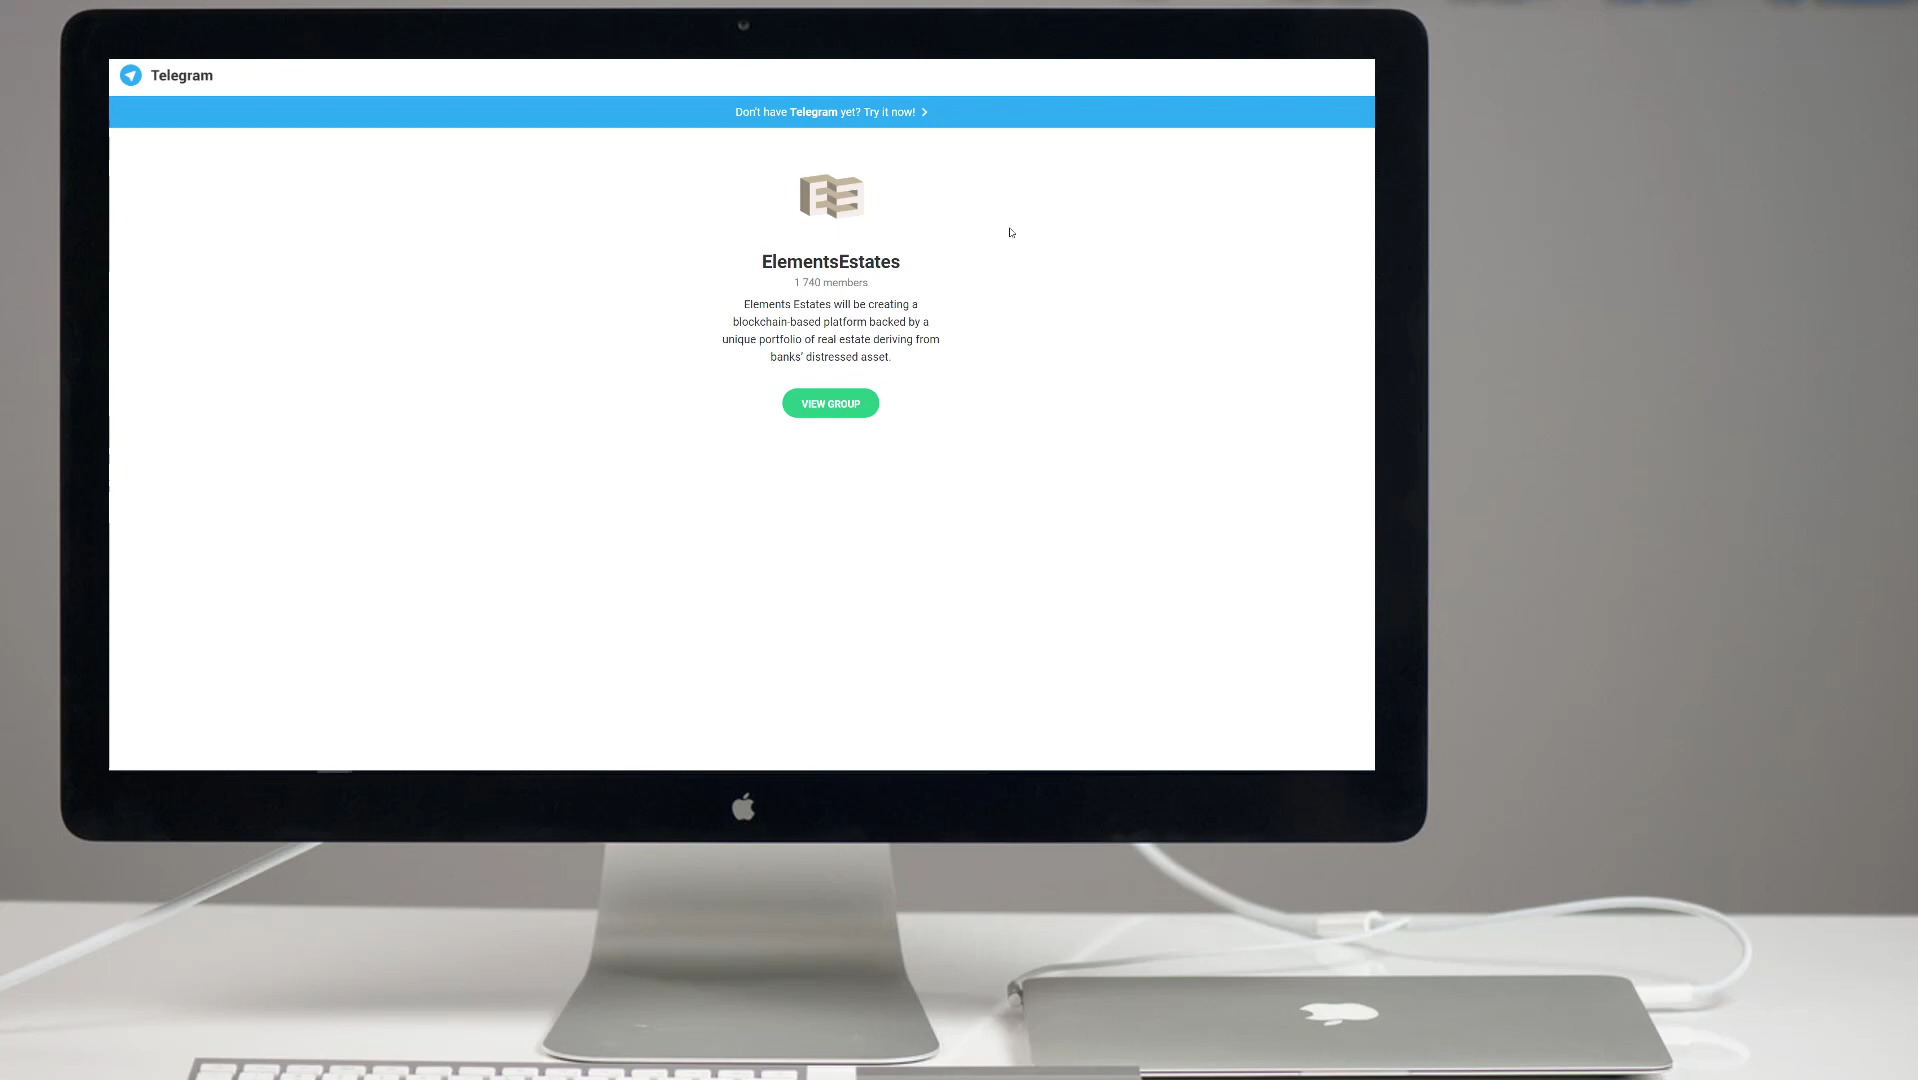 Telegram
Don't have Telegram yet? Try it now!
ElementsEstates
1 740 members
Elements Estates will be creating a
blockchain-based platform backed by a
unique portfolio of real estate deriving from
banks' distressed asset.
VIEW GROUP